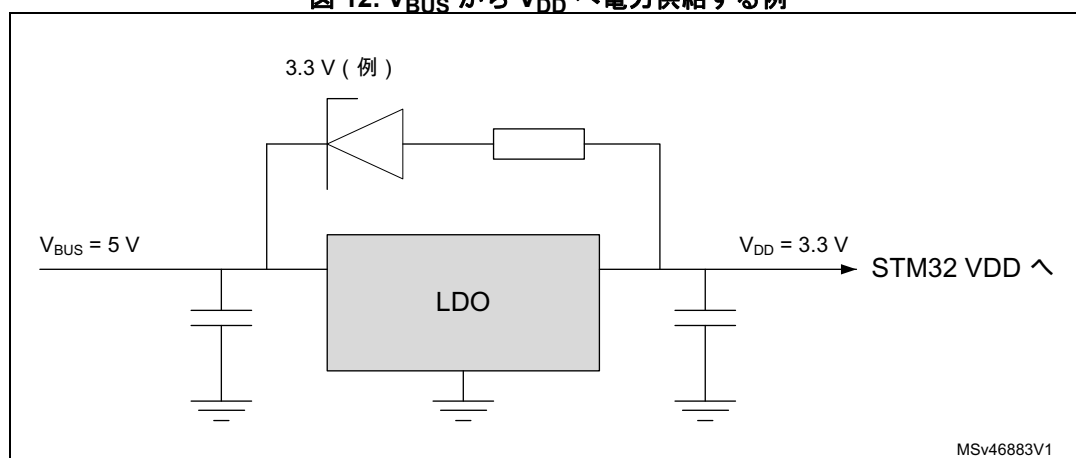 図 12. VBUS から VDD へ電力供給する例
3.3 V ( 例 )
VBUS = 5 V
VDD = 3.3 V
STM32 VDD へ
LDO
MSv46883V1